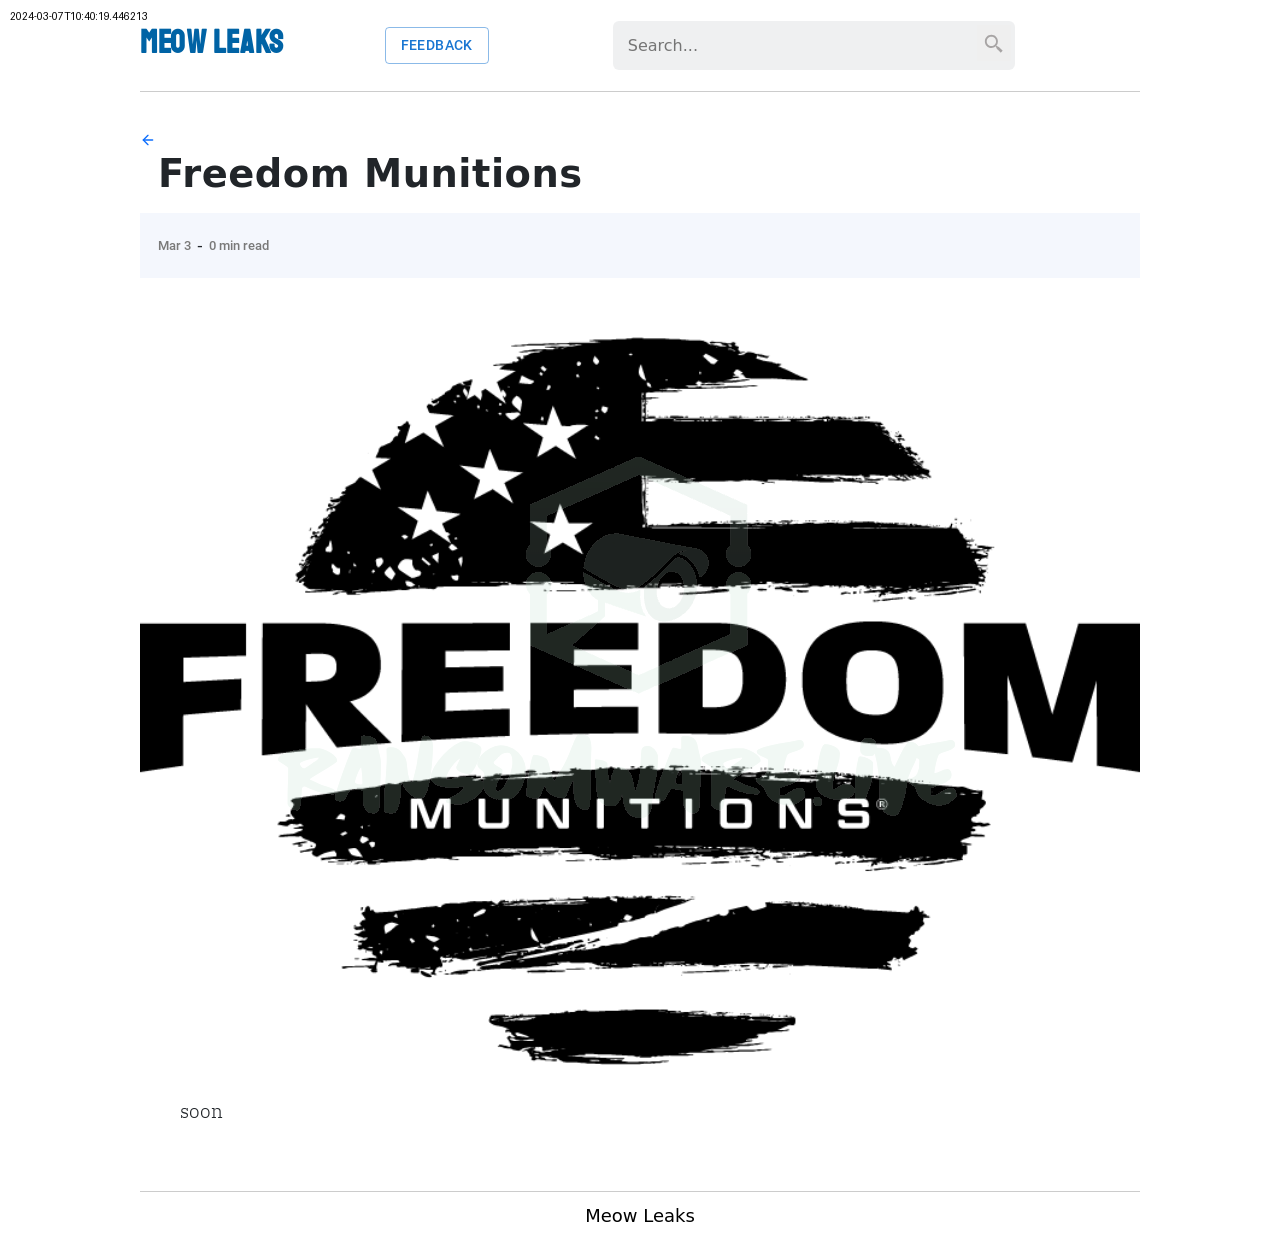 2024-03-07T10:40:19.446213
MEOW LEAKS
FEEDBACK
Search...
Freedom Munitions
Mar 3 - 0 min read
FREEDOM
RANSOMWARE.LIVE
MUNITIONS®
soon
Meow Leaks